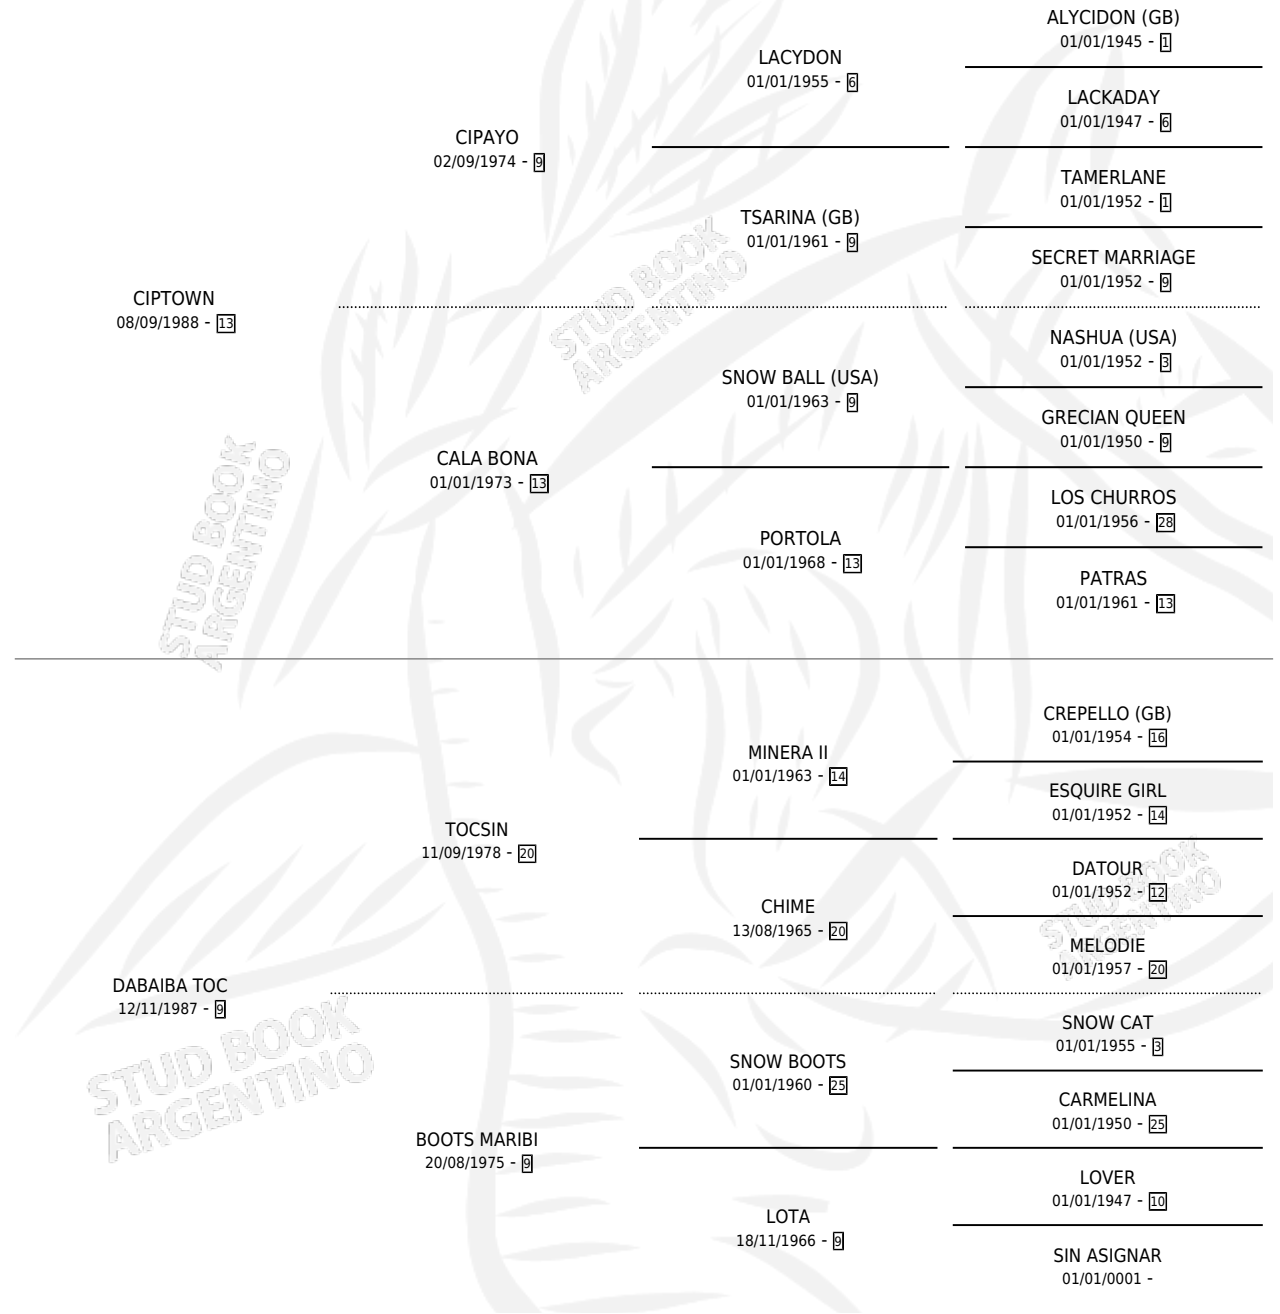 ALYCIDON (GB)
01/01/1945 - 1
LACYDON
01/01/1955 - 6
LACKADAY
01/01/1947 - 6
CIPAYO
02/09/1974 - 9
TAMERLANE
01/01/1952 - 1
TSARINA (GB)
01/01/1961 - 9
SECRET MARRIAGE
01/01/1952 - 9
CIPTOWN
08/09/1988 - 13
STUD BOOK
ARGENTINO
NASHUA (USA)
01/01/1952 - 3
SNOW BALL (USA)
01/01/1963 - 9
GRECIAN QUEEN
01/01/1950 - 9
CALA BONA
01/01/1973 - 13
LOS CHURROS
01/01/1956 - 28
PORTOLA
01/01/1968 - 13
PATRAS
01/01/1961 - 13
STUD BOOK
ARGENTINO
CREPELLO (GB)
01/01/1954 - 16
MINERA II
01/01/1963 - 14
ESQUIRE GIRL
01/01/1952 - 14
TOCSIN
11/09/1978 - 20
DATOUR
01/01/1952 - 12
CHIME
13/08/1965 - 20
MELODIE
01/01/1957 - 20
STUD BOOK
ARGENTINO
DABAIBA TOC
12/11/1987 - 9
SNOW CAT
01/01/1955 - 3
SNOW BOOTS
01/01/1960 - 25
CARMELINA
01/01/1950 - 25
STUD BOOK
ARGENTINO
BOOTS MARIBI
20/08/1975 - 9
LOVER
01/01/1947 - 10
LOTA
18/11/1966 - 9
SIN ASIGNAR
01/01/0001 -